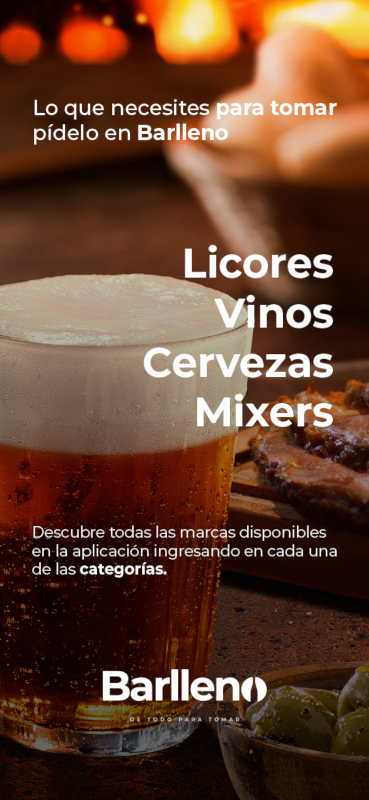 Lo que necesites para tomar
pídelo en Barlleno
Licores
Vinos
Cervezas
Mixers
Descubre todas las marcas disponibles
en la aplicación ingresando en cada una
de las categorías.
Barlleno
DE TODO PARA TOMAR